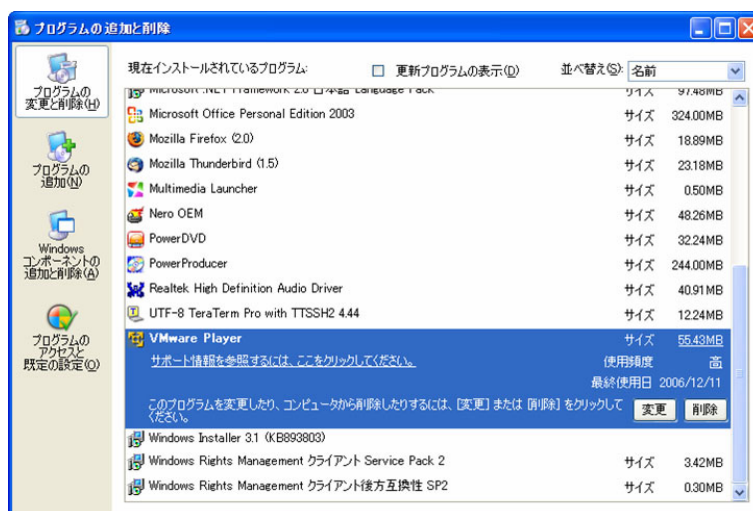 プログラムの追加と削除
プログラムの
変更と削除(H)
プログラムの
追加(N)
Windows
コンポーネントの
追加と削除(A)
プログラムの
アクセスと
既定の設定(O)
現在インストールされているプログラム:
更新プログラムの表示(D)
並べ替え(S): 名前
Microsoft .NET Framework 2.0 日本語 Language Pack サイズ 97.48MB
Microsoft Office Personal Edition 2003 サイズ 324.00MB
Mozilla Firefox (2.0) サイズ 18.89MB
Mozilla Thunderbird (1.5) サイズ 23.18MB
Multimedia Launcher サイズ 0.50MB
Nero OEM サイズ 48.26MB
PowerDVD サイズ 32.24MB
PowerProducer サイズ 244.00MB
Realtek High Definition Audio Driver サイズ 40.91MB
UTF-8 TeraTerm Pro with TTSSH2 4.44 サイズ 12.24MB
VMware Player サイズ 55.43MB
サポート情報を参照するには、ここをクリックしてください。 使用頻度 高
最終使用日 2006/12/11
このプログラムを変更したり、コンピュータから削除したりするには、[変更] または [削除] をクリックして
ください。
変更 削除
Windows Installer 3.1 (KB893803)
Windows Rights Management クライアント Service Pack 2 サイズ 3.42MB
Windows Rights Management クライアント後方互換性 SP2 サイズ 0.30MB